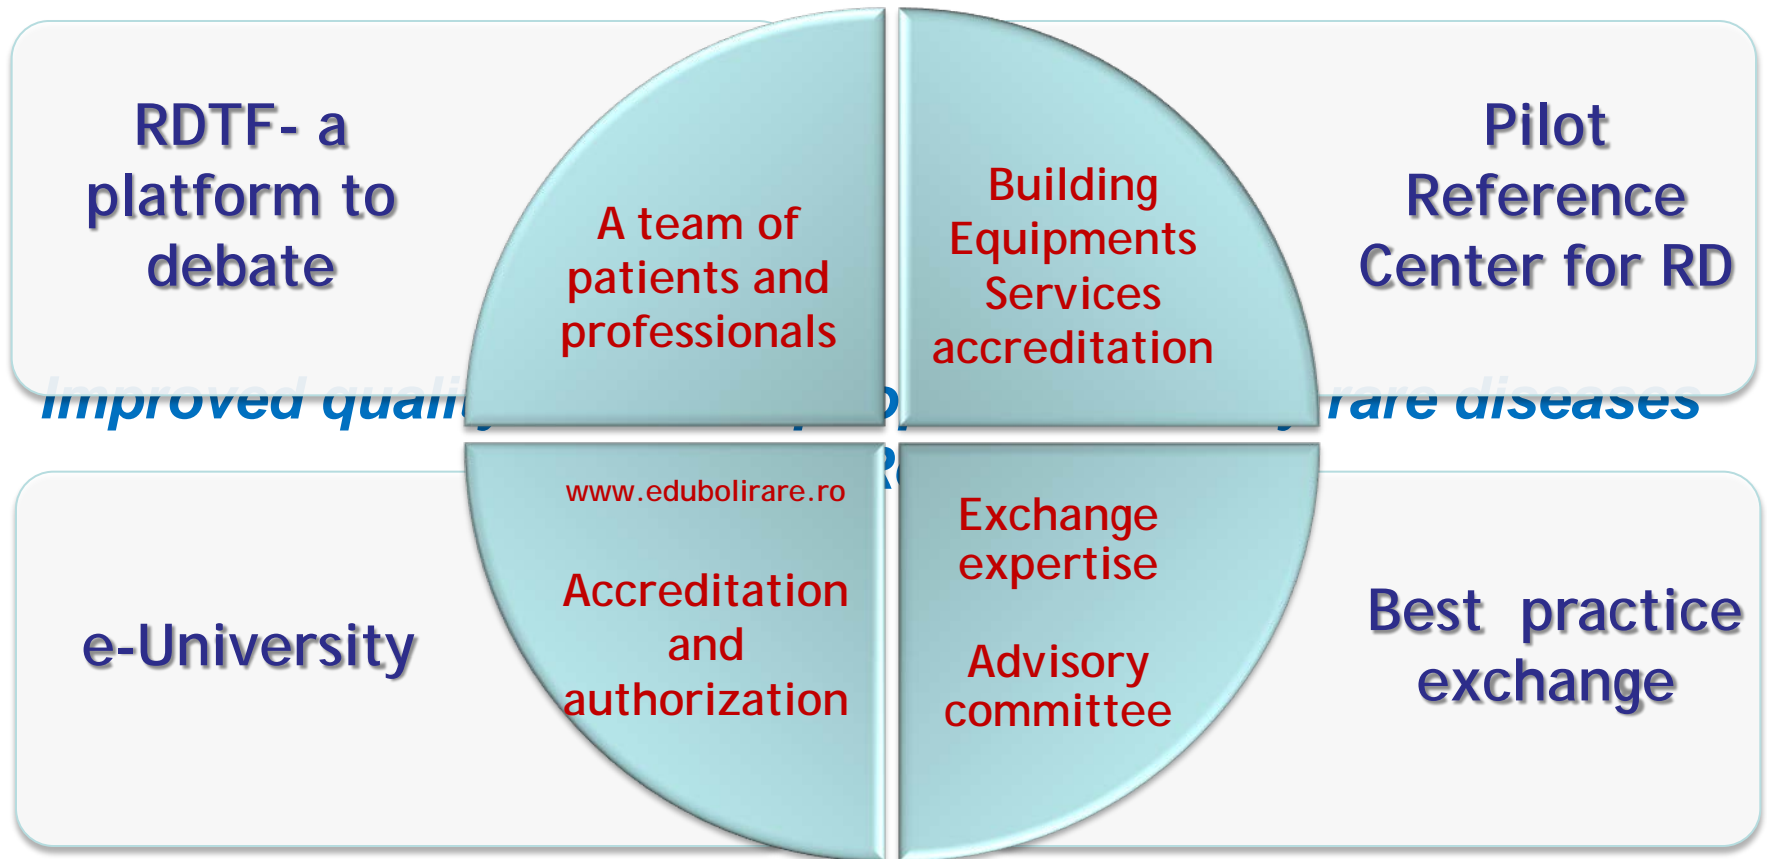 RDTF- a
platform to
debate
A team of
patients and
professionals
Building
Equipments
Services
accreditation
Pilot
Reference
Center for RD
Improved rare diseases
www.edubolirare.ro
Accreditation
and
authorization
e-University
Exchange
expertise
Advisory
committee
Best practice
exchange